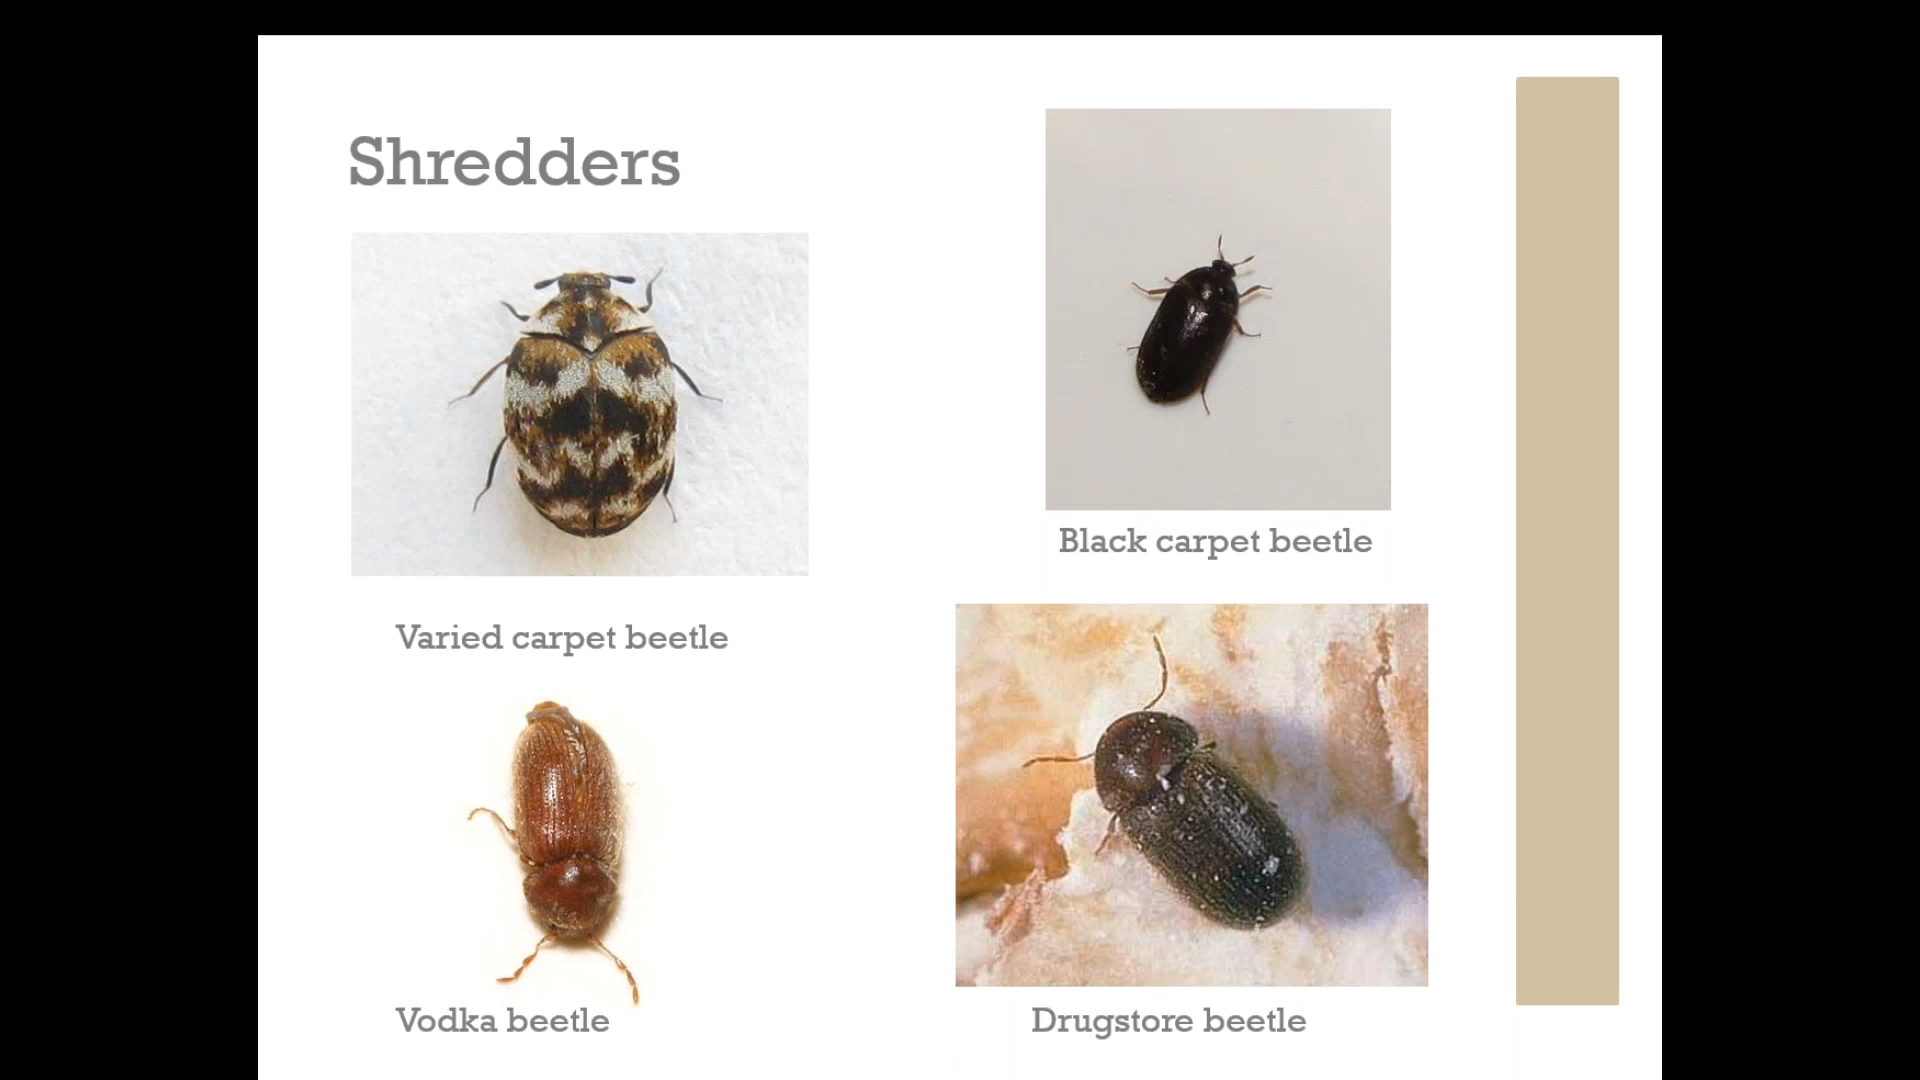 Shredders
Varied carpet beetle
Black carpet beetle
Vodka beetle
Drugstore beetle